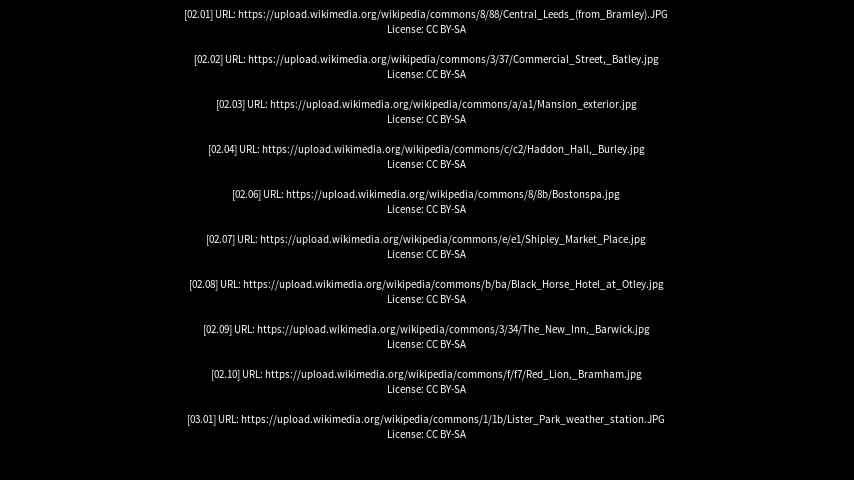 [02.01] URL: https://upload.wikimedia.org/wikipedia/commons/8/88/Central_Leeds_(from_Bramley).JPG
License: CC BY-SA
[02.02] URL: https://upload.wikimedia.org/wikipedia/commons/3/37/Commercial_Street,_Batley.jpg
License: CC BY-SA
[02.03] URL: https://upload.wikimedia.org/wikipedia/commons/a/a1/Mansion_exterior.jpg
License: CC BY-SA
[02.04] URL: https://upload.wikimedia.org/wikipedia/commons/c/c2/Haddon_Hall,_Burley.jpg
License: CC BY-SA
[02.06] URL: https://upload.wikimedia.org/wikipedia/commons/8/8b/Bostonspa.jpg
License: CC BY-SA
[02.07] URL: https://upload.wikimedia.org/wikipedia/commons/e/e1/Shipley_Market_Place.jpg
License: CC BY-SA
[02.08] URL: https://upload.wikimedia.org/wikipedia/commons/b/ba/Black_Horse_Hotel_at_Otley.jpg
License: CC BY-SA
[02.09] URL: https://upload.wikimedia.org/wikipedia/commons/3/34/The_New_Inn,_Barwick.jpg
License: CC BY-SA
[02.10] URL: https://upload.wikimedia.org/wikipedia/commons/f/f7/Red_Lion,_Bramham.jpg
License: CC BY-SA
[03.01] URL: https://upload.wikimedia.org/wikipedia/commons/1/1b/Lister_Park_weather_station.JPG
License: CC BY-SA